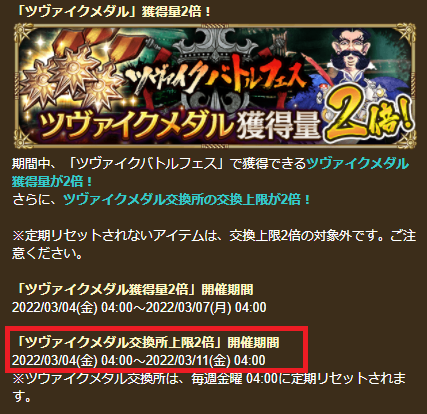 「ツヴァイクメダル」獲得量2倍！
ツヴァイクバトルフェス
ツヴァイクメダル獲得量2倍!
期間中、「ツヴァイクバトルフェス」で獲得できるツヴァイクメダル
獲得量が2倍！
さらに、ツヴァイクメダル交換所の交換上限が2倍！
※定期リセットされないアイテムは、交換上限2倍の対象外です。ご注
意ください。
「ツヴァイクメダル獲得量2倍」開催期間
2022/03/04(金) 04:00～2022/03/07(月) 04:00
「ツヴァイクメダル交換所上限2倍」開催期間
2022/03/04(金) 04:00～2022/03/11(金) 04:00
※ツヴァイクメダル交換所は、毎週金曜 04:00に定期リセットされま
す。